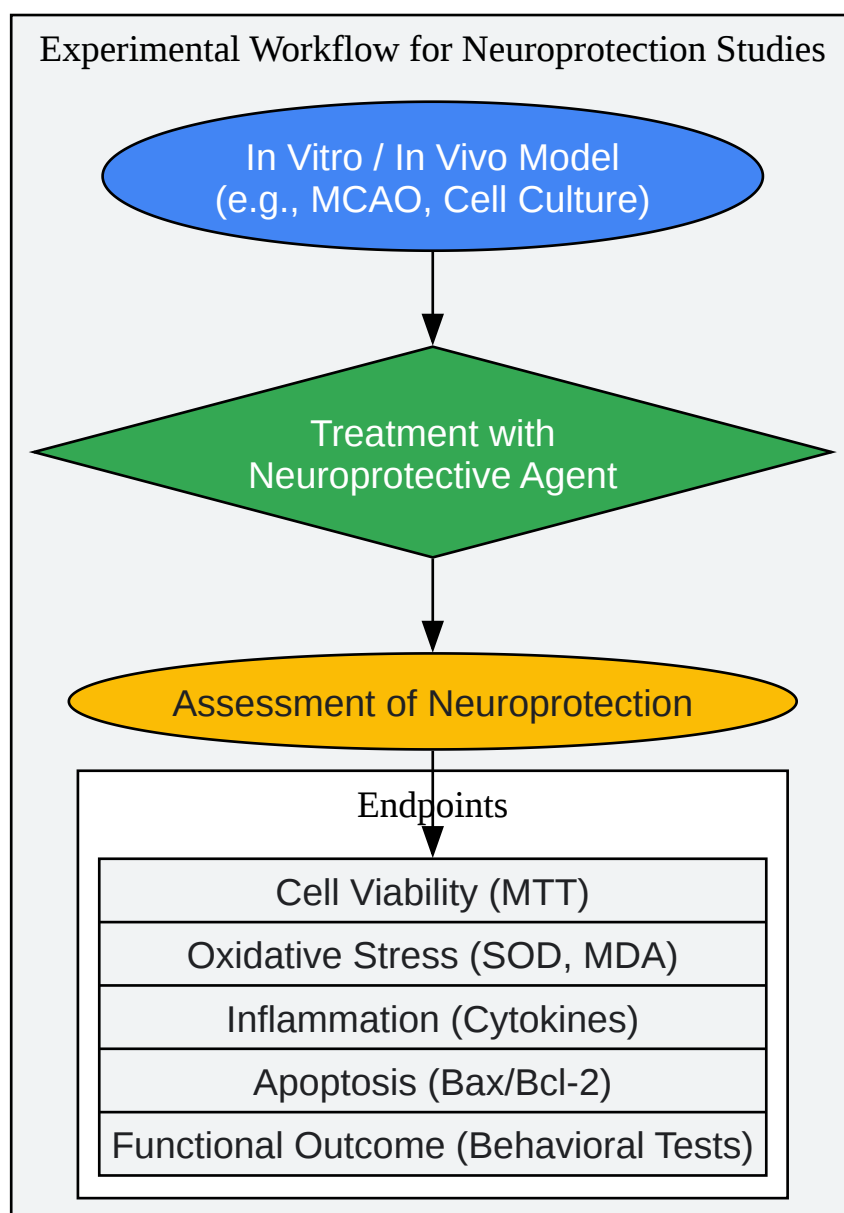 Experimental Workflow for Neuroprotection Studies
In Vitro / In Vivo Model
(e.g., MCAO, Cell Culture)
Treatment with
Neuroprotective Agent
Assessment of Neuroprotection
Endpoints
Cell Viability (MTT)
Oxidative Stress (SOD, MDA)
Inflammation (Cytokines)
Apoptosis (Bax/Bcl-2)
Functional Outcome (Behavioral Tests)